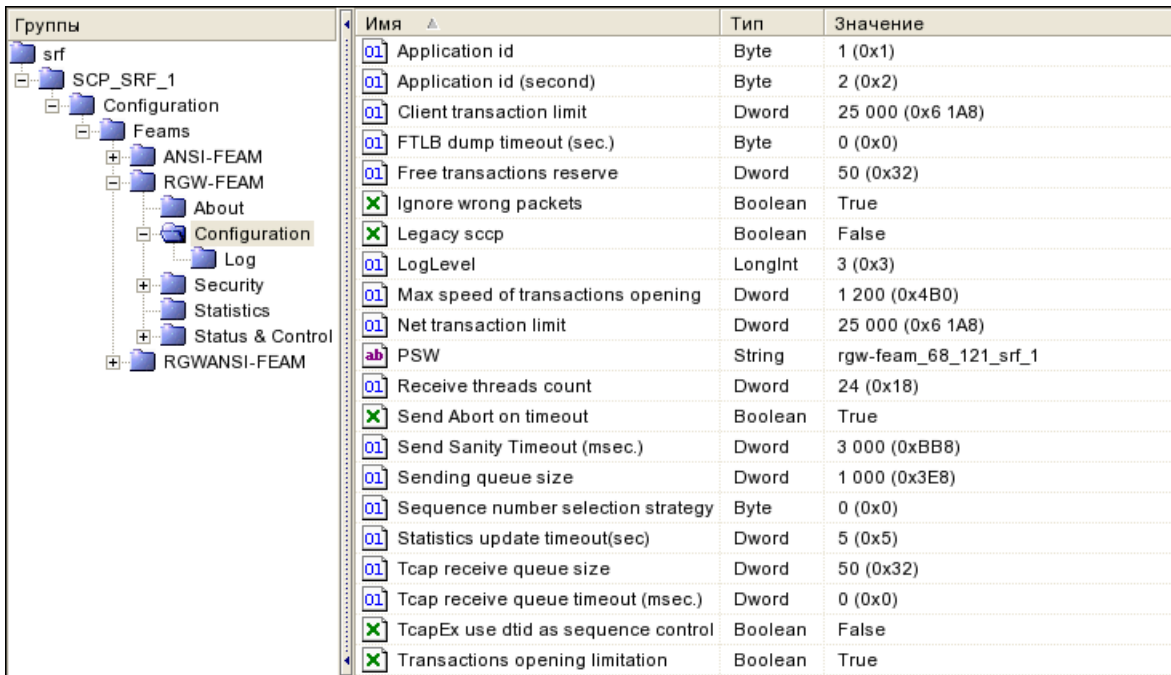 Группы
srf
SCP_SRF_1
Configuration
Feams
ANSI-FEAM
RGW-FEAM
About
Configuration
Log
Security
Statistics
Status & Control
RGWANSI-FEAM
Имя Тип Значение
Application id Byte 1 (0x1)
Application id (second) Byte 2 (0x2)
Client transaction limit Dword 25 000 (0x6 1A8)
FTLB dump timeout (sec.) Byte 0 (0x0)
Free transactions reserve Dword 50 (0x32)
Ignore wrong packets Boolean True
Legacy sccp Boolean False
LogLevel LongInt 3 (0x3)
Max speed of transactions opening Dword 1 200 (0x4B0)
Net transaction limit Dword 25 000 (0x6 1A8)
PSW String rgw-feam_68_121_srf_1
Receive threads count Dword 24 (0x18)
Send Abort on timeout Boolean True
Send Sanity Timeout (msec.) Dword 3 000 (0xBB8)
Sending queue size Dword 1 000 (0x3E8)
Sequence number selection strategy Byte 0 (0x0)
Statistics update timeout(sec) Dword 5 (0x5)
Tcap receive queue size Dword 50 (0x32)
Tcap receive queue timeout (msec.) Dword 0 (0x0)
TcapEx use dtid as sequence control Boolean False
Transactions opening limitation Boolean True